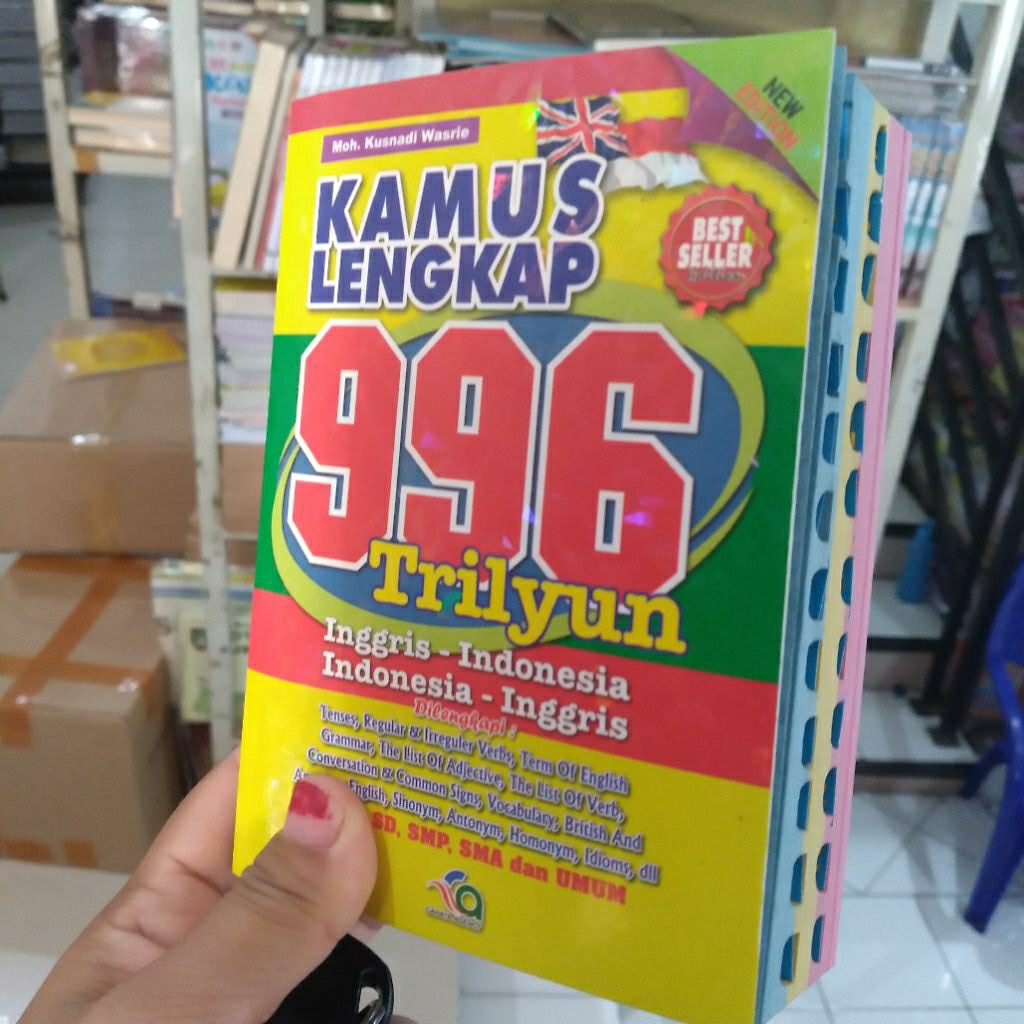 NEW
EDITION
Moh. Kusnadi Wasrie
KAMUS
LENGKAP
BEST
SELLER
996
Trilyun
Inggris - Indonesia
Indonesia - Inggris
Dilengkapi :
Tenses, Regular & Irreguler Verbs, Term Of English
Grammar, The List Of Adjective, The List Of Verb,
Conversation & Common Signs, Vocabulary, British And
English, Sinonym, Antonym, Homonym, Idioms, dll
SD, SMP, SMA dan UMUM